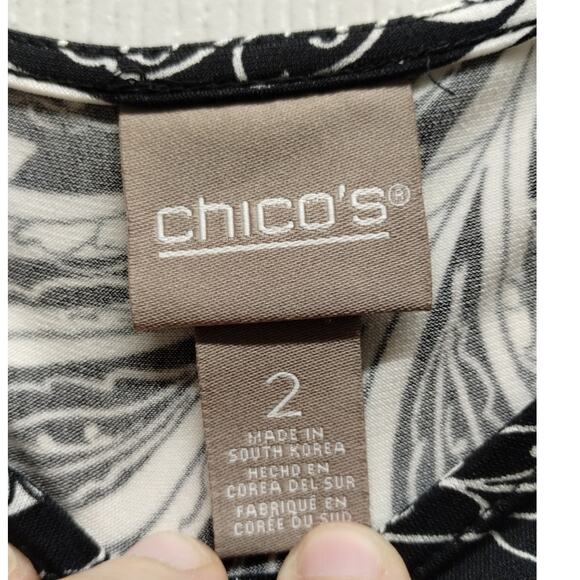 chico's®
2
MADE IN
SOUTH KOREA
HECHO EN
COREA DEL SUR
FABRIQUÉ EN
CORÉE DU SUD